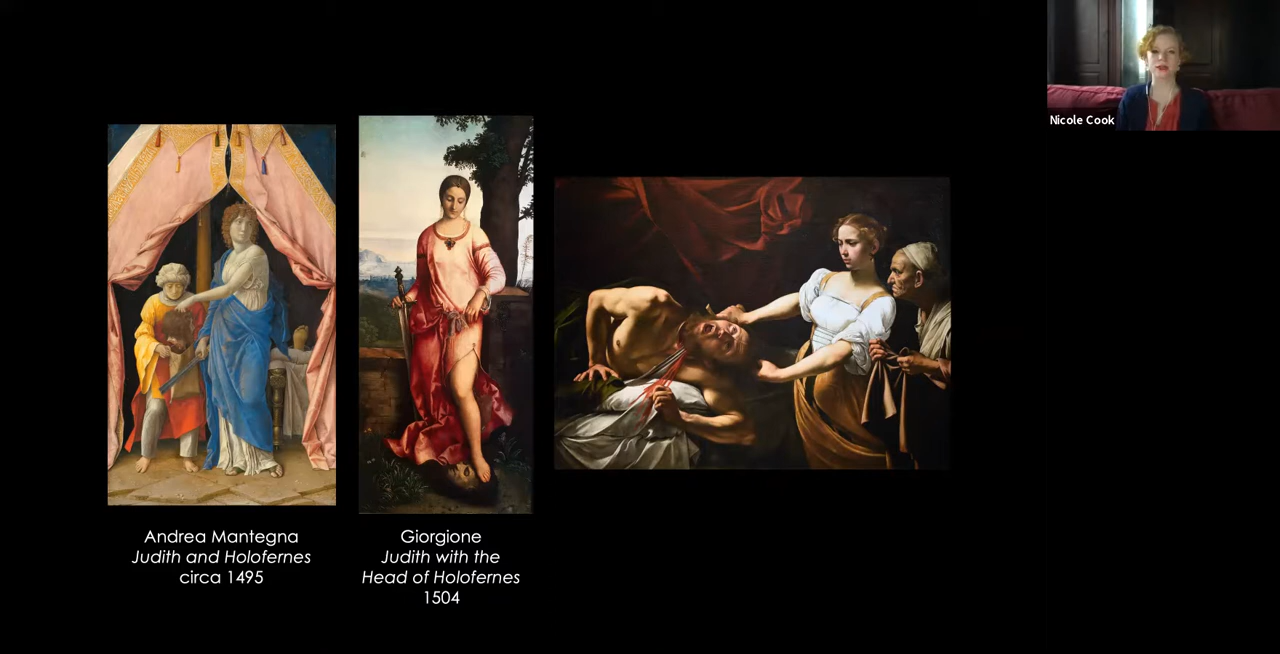 Nicole Cook
Andrea Mantegna
Judith and Holofernes
circa 1495
Giorgione
Judith with the
Head of Holofernes
1504